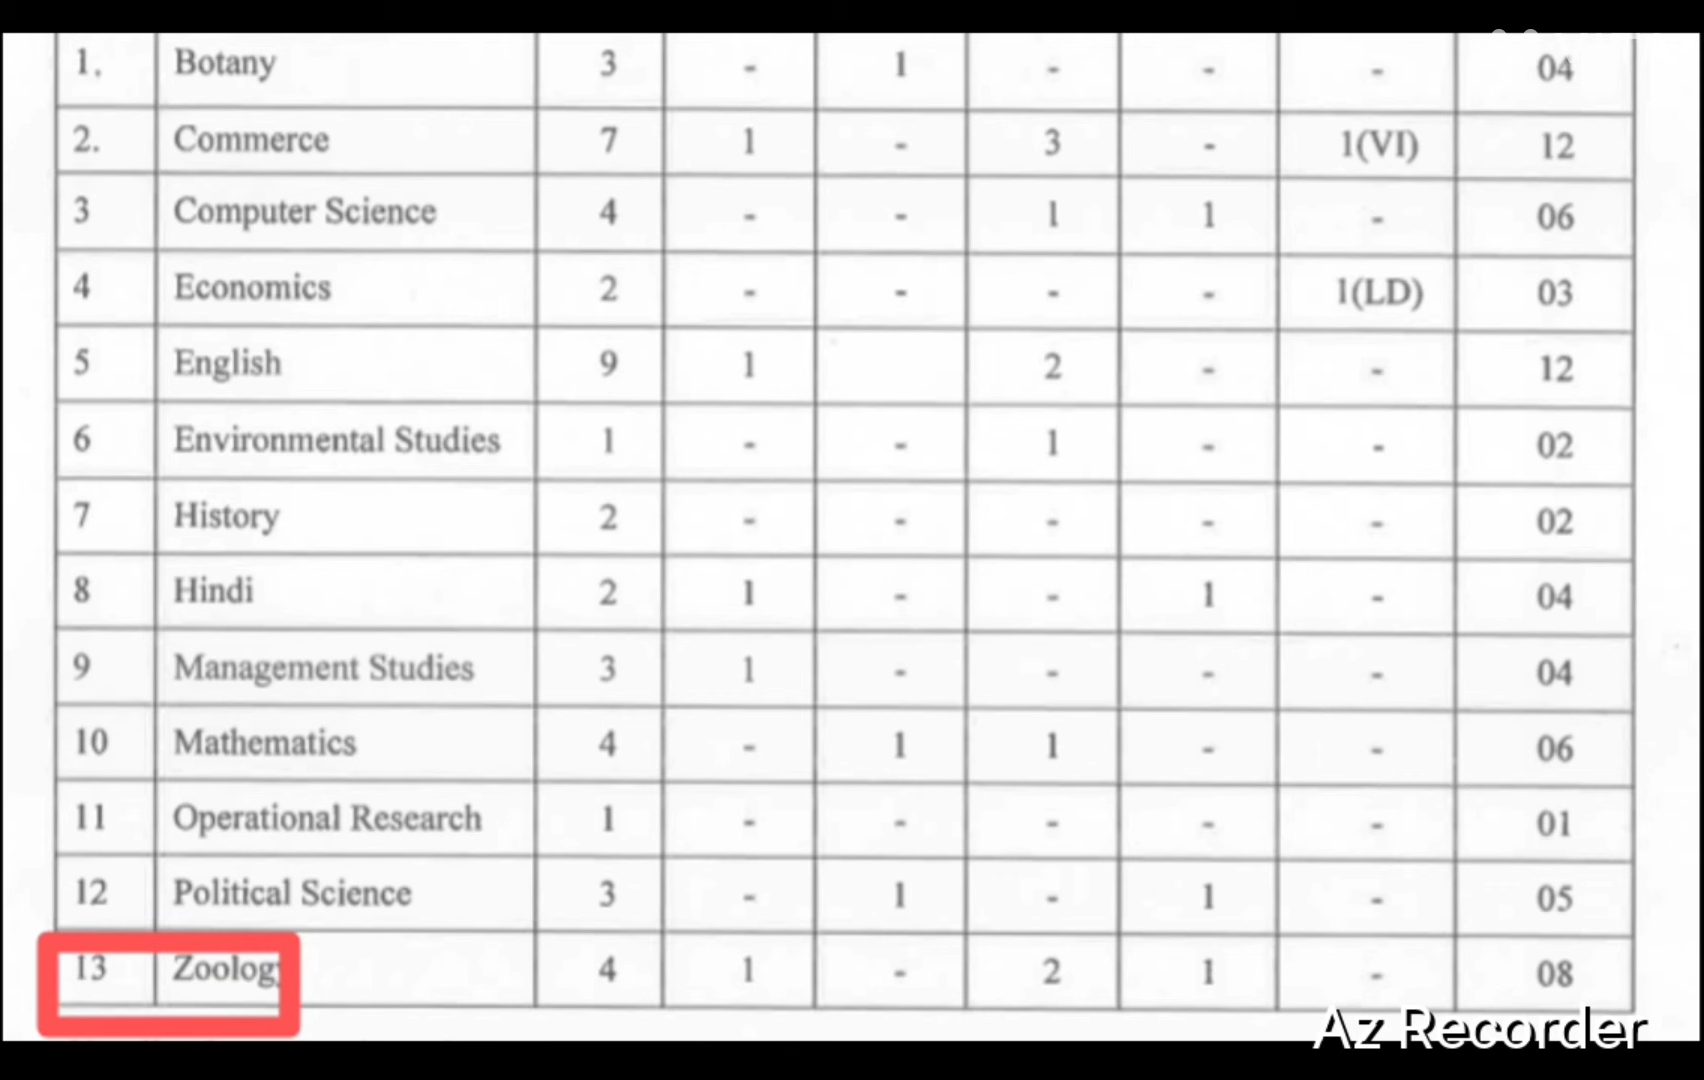 1. Botany 3 - 1 - - - 04
2. Commerce 7 1 - 3 - 1(VI) 12
3 Computer Science 4 - - 1 1 - 06
4 Economics 2 - - - - 1(LD) 03
5 English 9 1 2 - - 12
6 Environmental Studies 1 - - 1 - - 02
7 History 2 - - - - - 02
8 Hindi 2 1 - - 1 - 04
9 Management Studies 3 1 - - - - 04
10 Mathematics 4 - 1 1 - - 06
11 Operational Research 1 - - - - - 01
12 Political Science 3 - 1 - 1 - 05
13 Zoology 4 1 - 2 1 - 08
Az Recorder